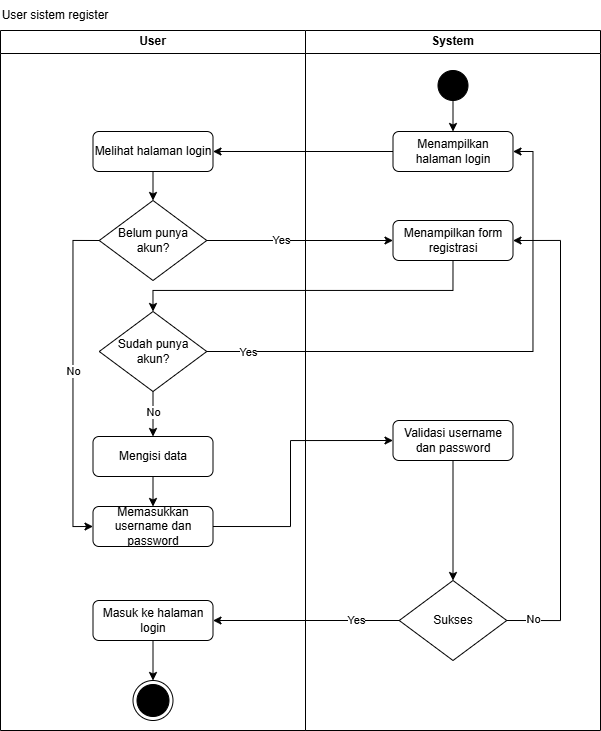 User sistem register
User
System
Melihat halaman login
Menampilkan
halaman login
Belum punya
akun?
Yes
Menampilkan form
registrasi
Sudah punya
akun?
Yes
No
No
Mengisi data
Validasi username
dan password
Memasukkan
username dan
password
Masuk ke halaman
login
Yes
Sukses
No